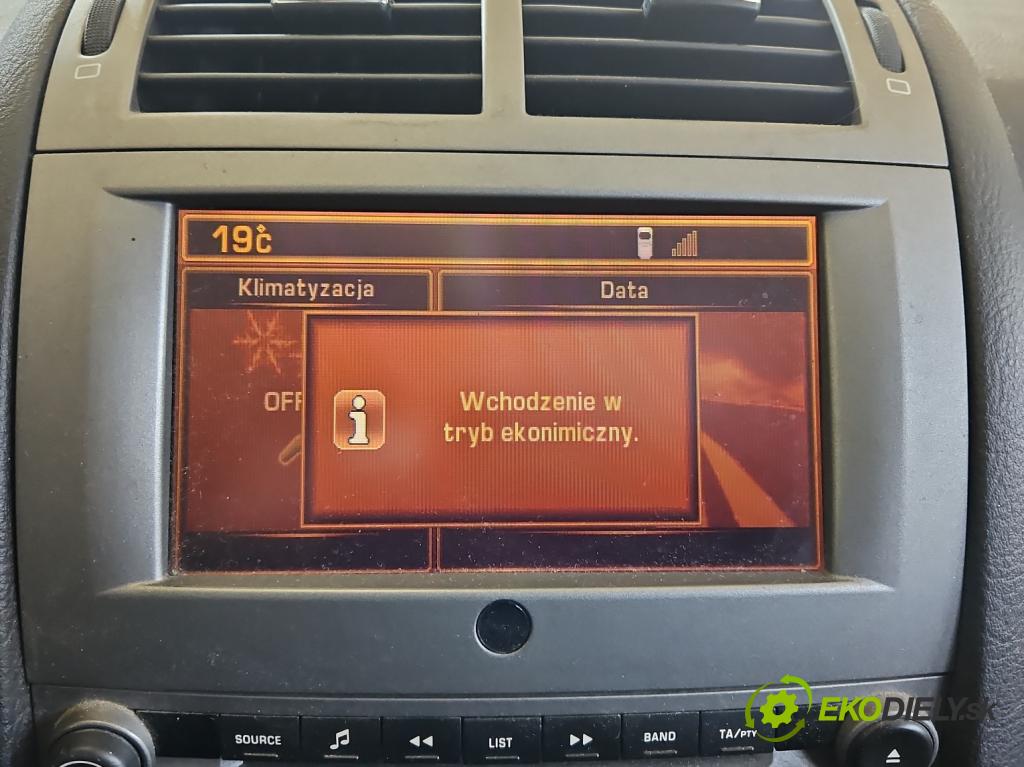 19°C
Klimatyzacja
Data
OFF
Wchodzenie w
tryb ekonimiczny.
SOURCE
LIST
BAND
TA/PTY
EKODIELY.sk